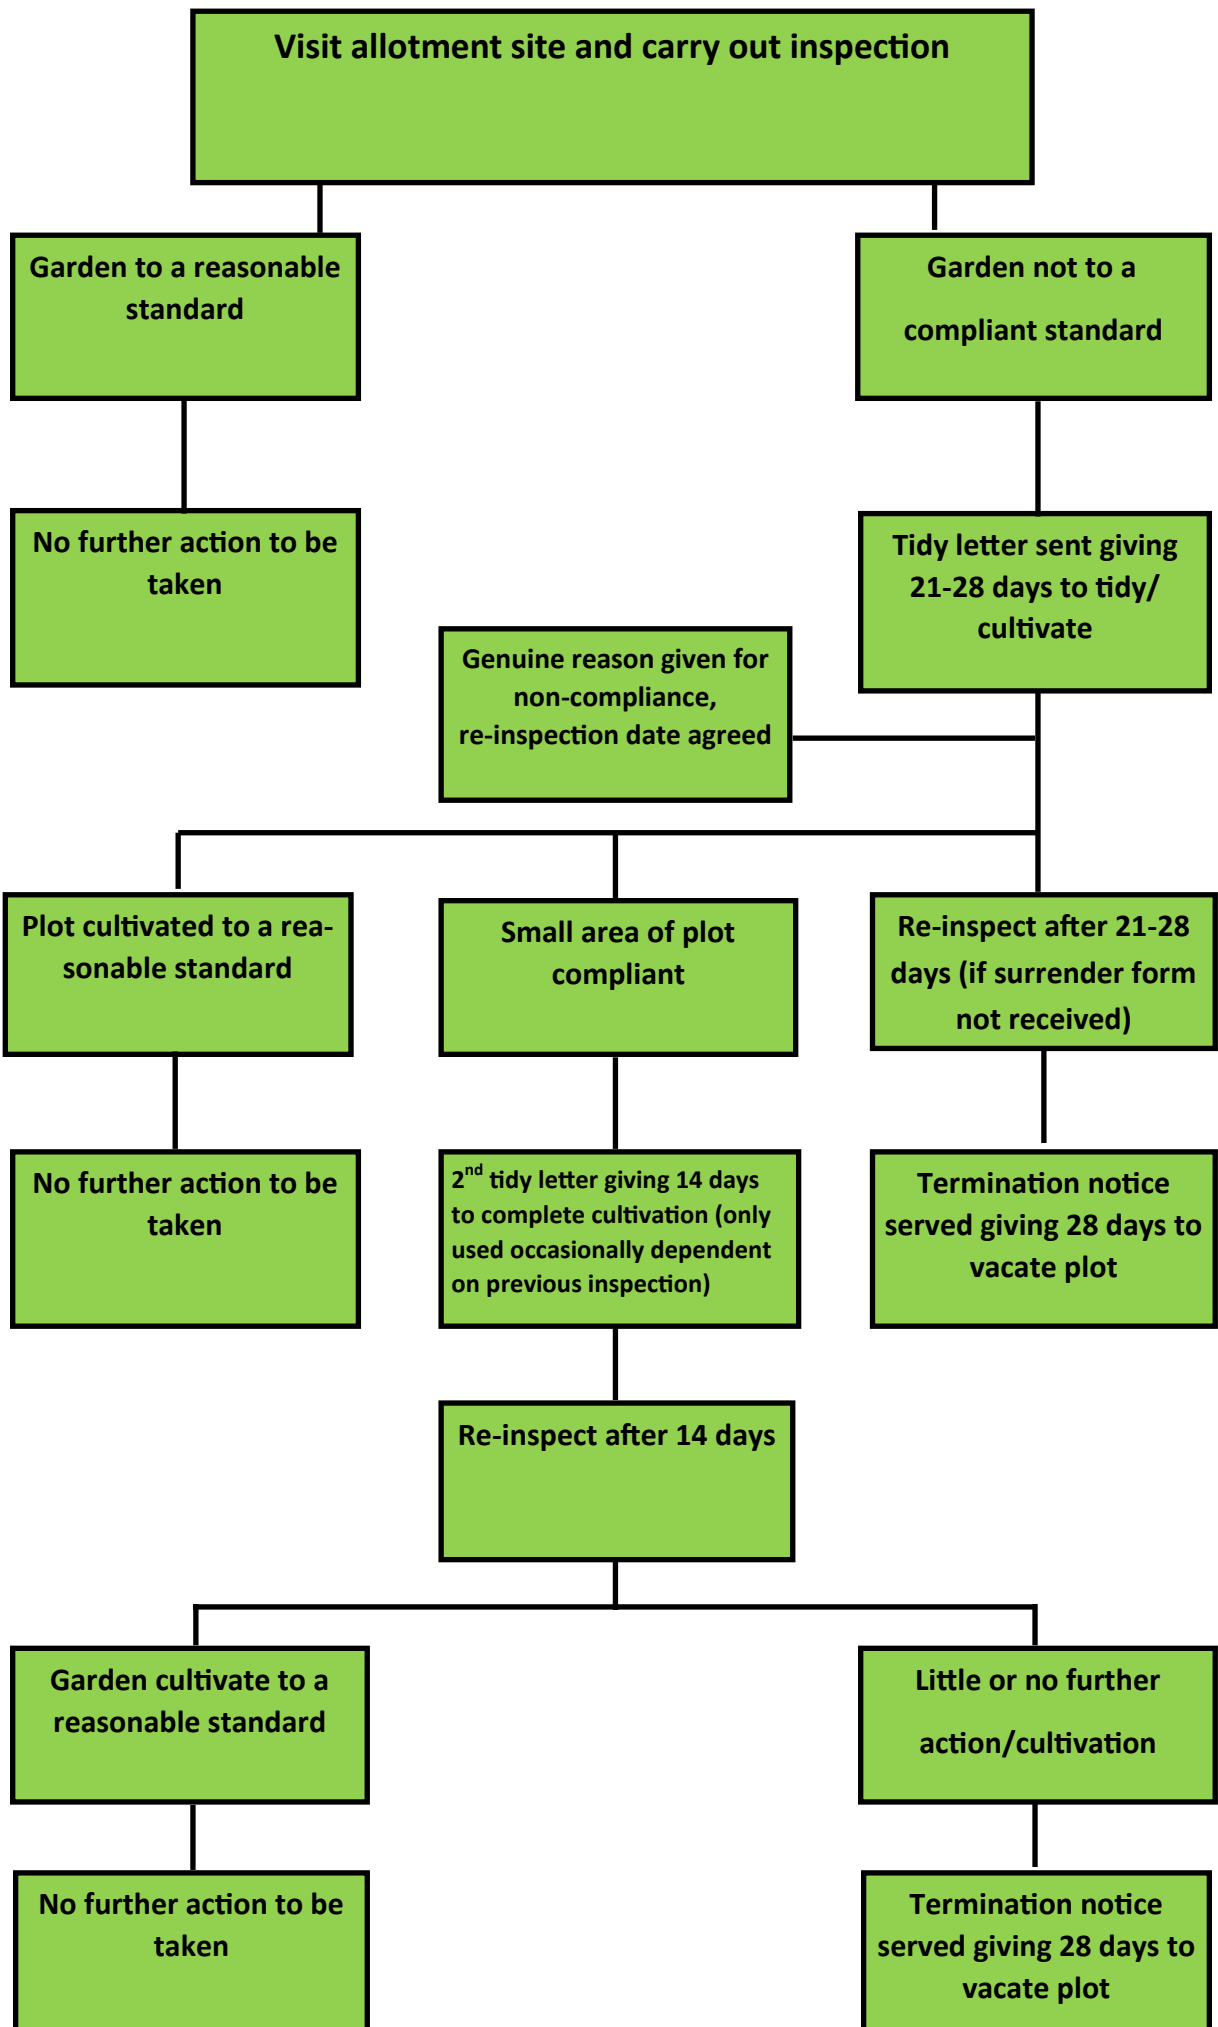 Visit allotment site and carry out inspection
Garden to a reasonable
standard
Garden not to a
compliant standard
No further action to be
taken
Tidy letter sent giving
21-28 days to tidy/
cultivate
Genuine reason given for
non-compliance,
re-inspection date agreed
Plot cultivated to a rea-
sonable standard
Small area of plot
compliant
Re-inspect after 21-28
days (if surrender form
not received)
No further action to be
taken
2nd tidy letter giving 14 days
to complete cultivation (only
used occasionally dependent
on previous inspection)
Termination notice
served giving 28 days to
vacate plot
Re-inspect after 14 days
Garden cultivate to a
reasonable standard
Little or no further
action/cultivation
No further action to be
taken
Termination notice
served giving 28 days to
vacate plot